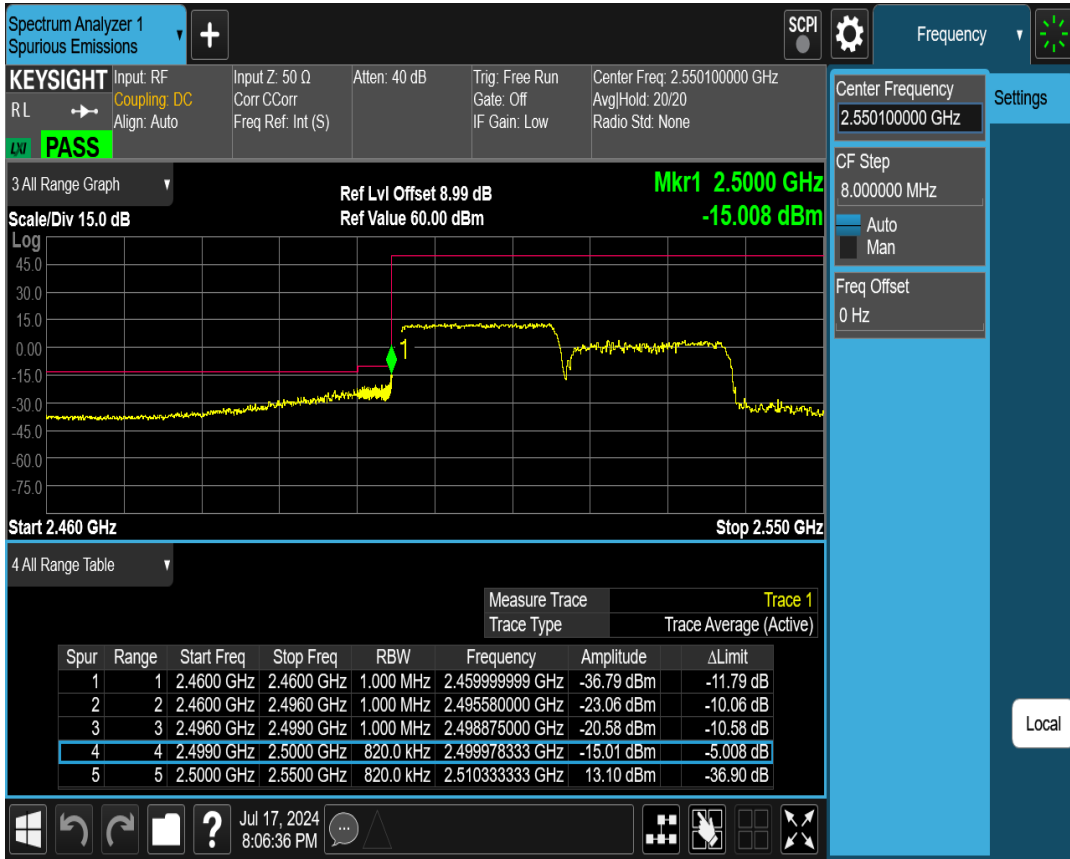 Spectrum Analyzer 1
Spurious Emissions
+
SCPI
Frequency
KEYSIGHT
RL
LXI
PASS
Input: RF
Coupling: DC
Align: Auto
Input Z: 50 Ω
Corr CCorr
Freq Ref: Int (S)
Atten: 40 dB
Trig: Free Run
Gate: Off
IF Gain: Low
Center Freq: 2.550100000 GHz
Avg|Hold: 20/20
Radio Std: None
Center Frequency
2.550100000 GHz
Settings
CF Step
8.000000 MHz
Auto
Man
Freq Offset
0 Hz
3 All Range Graph
Scale/Div 15.0 dB
Ref Lvl Offset 8.99 dB
Ref Value 60.00 dBm
Mkr1 2.5000 GHz
-15.008 dBm
Log
45.0
30.0
15.0
0.00
-15.0
-30.0
-45.0
-60.0
-75.0
1
Start 2.460 GHz
Stop 2.550 GHz
4 All Range Table
Measure Trace Trace 1
Trace Type Trace Average (Active)
Spur Range Start Freq Stop Freq RBW Frequency Amplitude ΔLimit
1 1 2.4600 GHz 2.4600 GHz 1.000 MHz 2.459999999 GHz -36.79 dBm -11.79 dB
2 2 2.4600 GHz 2.4960 GHz 1.000 MHz 2.495580000 GHz -23.06 dBm -10.06 dB
3 3 2.4960 GHz 2.4990 GHz 1.000 MHz 2.498875000 GHz -20.58 dBm -10.58 dB
4 4 2.4990 GHz 2.5000 GHz 820.0 kHz 2.499978333 GHz -15.01 dBm -5.008 dB
5 5 2.5000 GHz 2.5500 GHz 820.0 kHz 2.510333333 GHz 13.10 dBm -36.90 dB
Local
?
Jul 17, 2024
8:06:36 PM